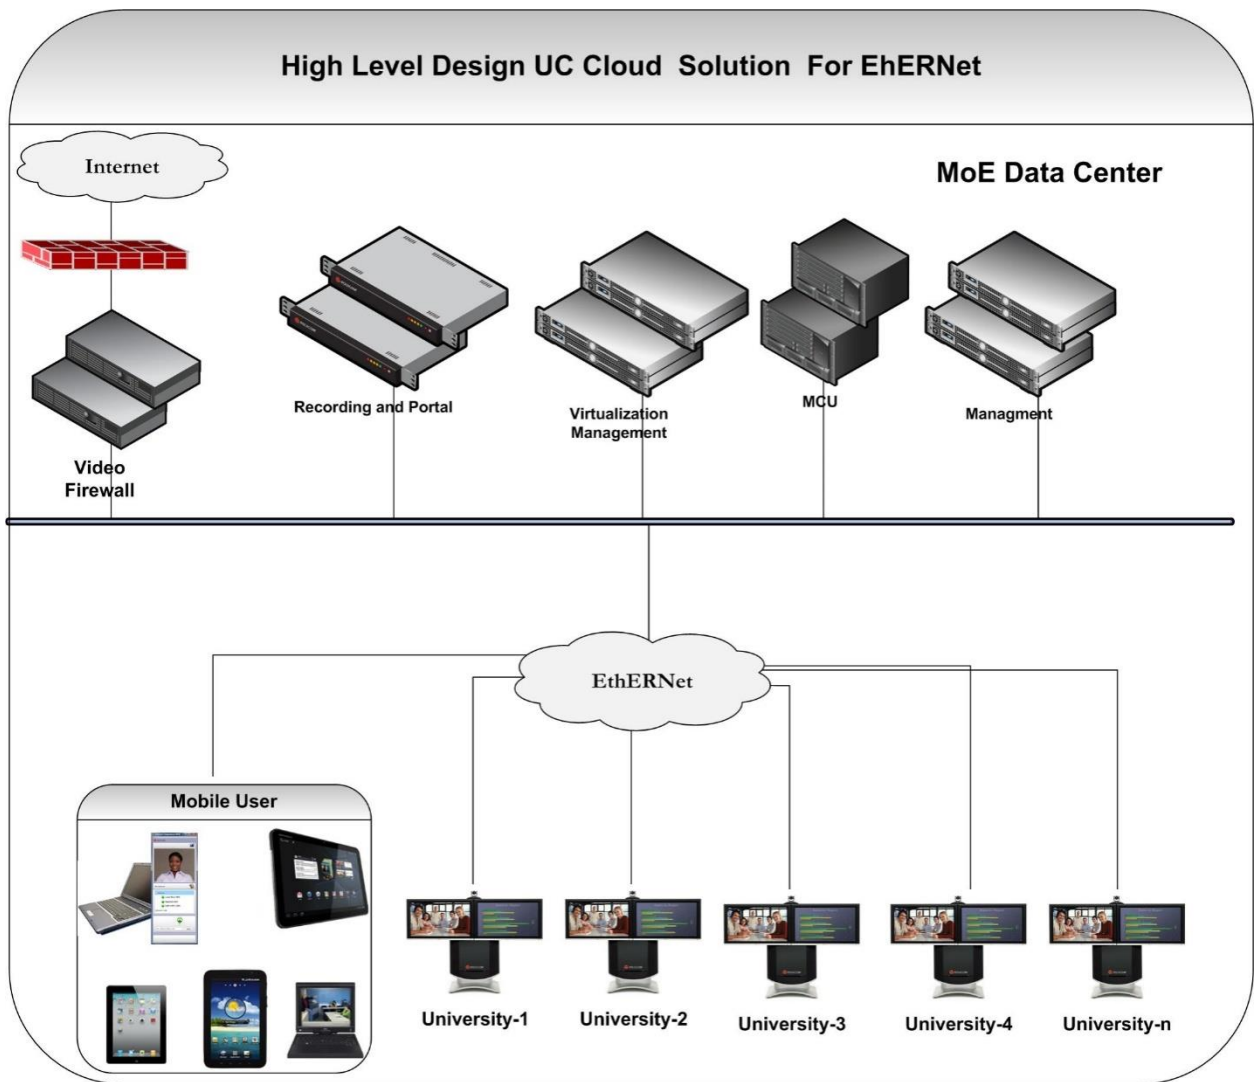 High Level Design UC Cloud Solution For EhERNet
Internet
MoE Data Center
Recording and Portal
Virtualization
Management
MCU
Managment
Video
Firewall
EthERNet
Mobile User
University-1
University-2
University-3
University-4
University-n